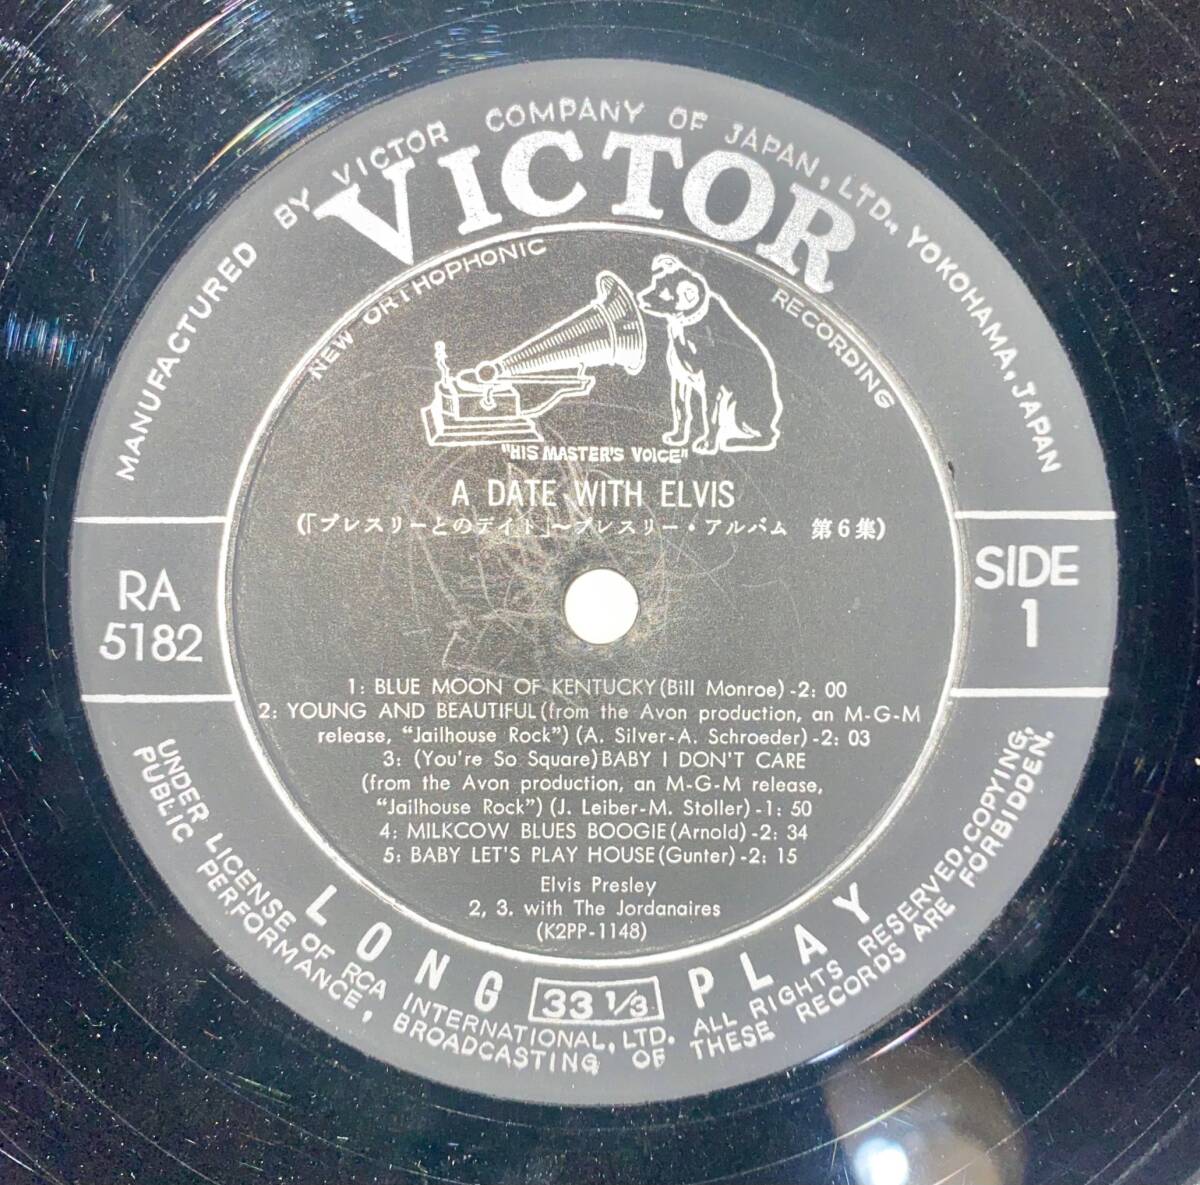 MANUFACTURED BY VICTOR COMPANY OF JAPAN, LTD., YOKOHAMA, JAPAN
VICTOR
NEW ORTHOPHONIC RECORDING
"HIS MASTER'S VOICE"
A DATE WITH ELVIS
(「プレスリーとのデイト」~プレスリー・アルバム 第6集)
RA
5182
SIDE
1
1: BLUE MOON OF KENTUCKY (Bill Monroe) - 2: 00
2: YOUNG AND BEAUTIFUL (from the Avon production, an M-G-M
release, "Jailhouse Rock") (A. Silver-A. Schroeder) - 2: 03
3: (You're So Square) BABY I DON'T CARE
(from the Avon production, an M-G-M release,
"Jailhouse Rock") (J. Leiber-M. Stoller) - 1: 50
4: MILKCOW BLUES BOOGIE (Arnold) - 2: 34
5: BABY LET'S PLAY HOUSE (Gunter) - 2: 15
Elvis Presley
2, 3. with The Jordanaires
(K2PP-1148)
LONG 33 1/3 PLAY
UNDER LICENSE OF RCA INTERNATIONAL, LTD. ALL RIGHTS RESERVED, COPYING,
PUBLIC PERFORMANCE, BROADCASTING OF THESE RECORDS ARE FORBIDDEN.